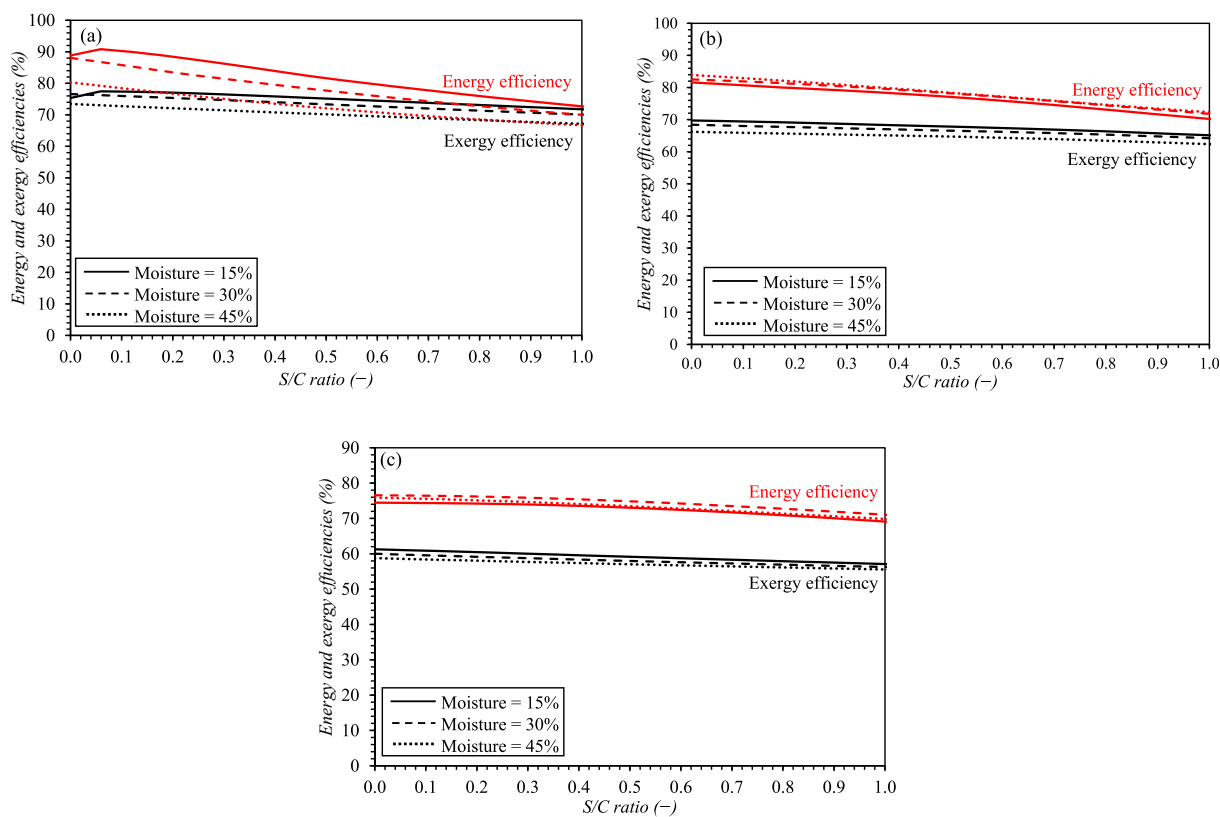 (a)
Energy and exergy efficiencies (%)
100
90
80
70
60
50
40
30
20
10
0
Energy efficiency
Exergy efficiency
Moisture = 15%
Moisture = 30%
Moisture = 45%
0.0 0.1 0.2 0.3 0.4 0.5 0.6 0.7 0.8 0.9 1.0
S/C ratio (−)
(b)
Energy and exergy efficiencies (%)
100
90
80
70
60
50
40
30
20
10
0
Energy efficiency
Exergy efficiency
Moisture = 15%
Moisture = 30%
Moisture = 45%
0.0 0.1 0.2 0.3 0.4 0.5 0.6 0.7 0.8 0.9 1.0
S/C ratio (−)
(c)
Energy and exergy effuciencies (%)
90
80
70
60
50
40
30
20
10
0
Energy efficiency
Exergy efficiency
Moisture = 15%
Moisture = 30%
Moisture = 45%
0.0 0.1 0.2 0.3 0.4 0.5 0.6 0.7 0.8 0.9 1.0
S/C ratio (−)